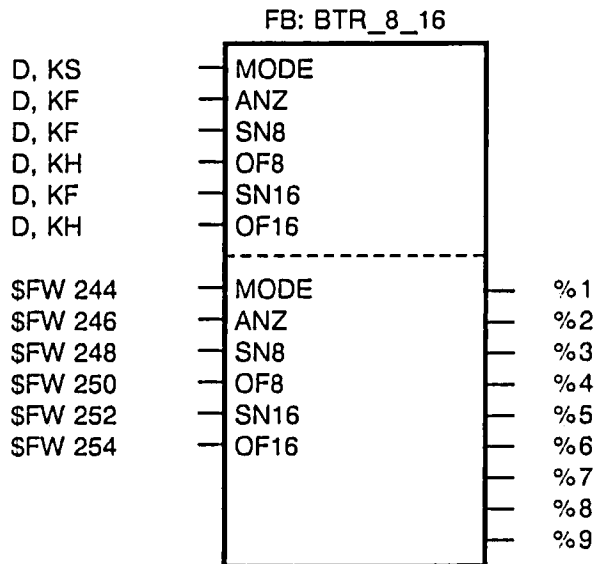 FB: BTR_8_16
D, KS MODE
D, KF ANZ
D, KF SN8
D, KH OF8
D, KF SN16
D, KH OF16
$FW 244 MODE %1
$FW 246 ANZ %2
$FW 248 SN8 %3
$FW 250 OF8 %4
$FW 252 SN16 %5
$FW 254 OF16 %6
%7
%8
%9